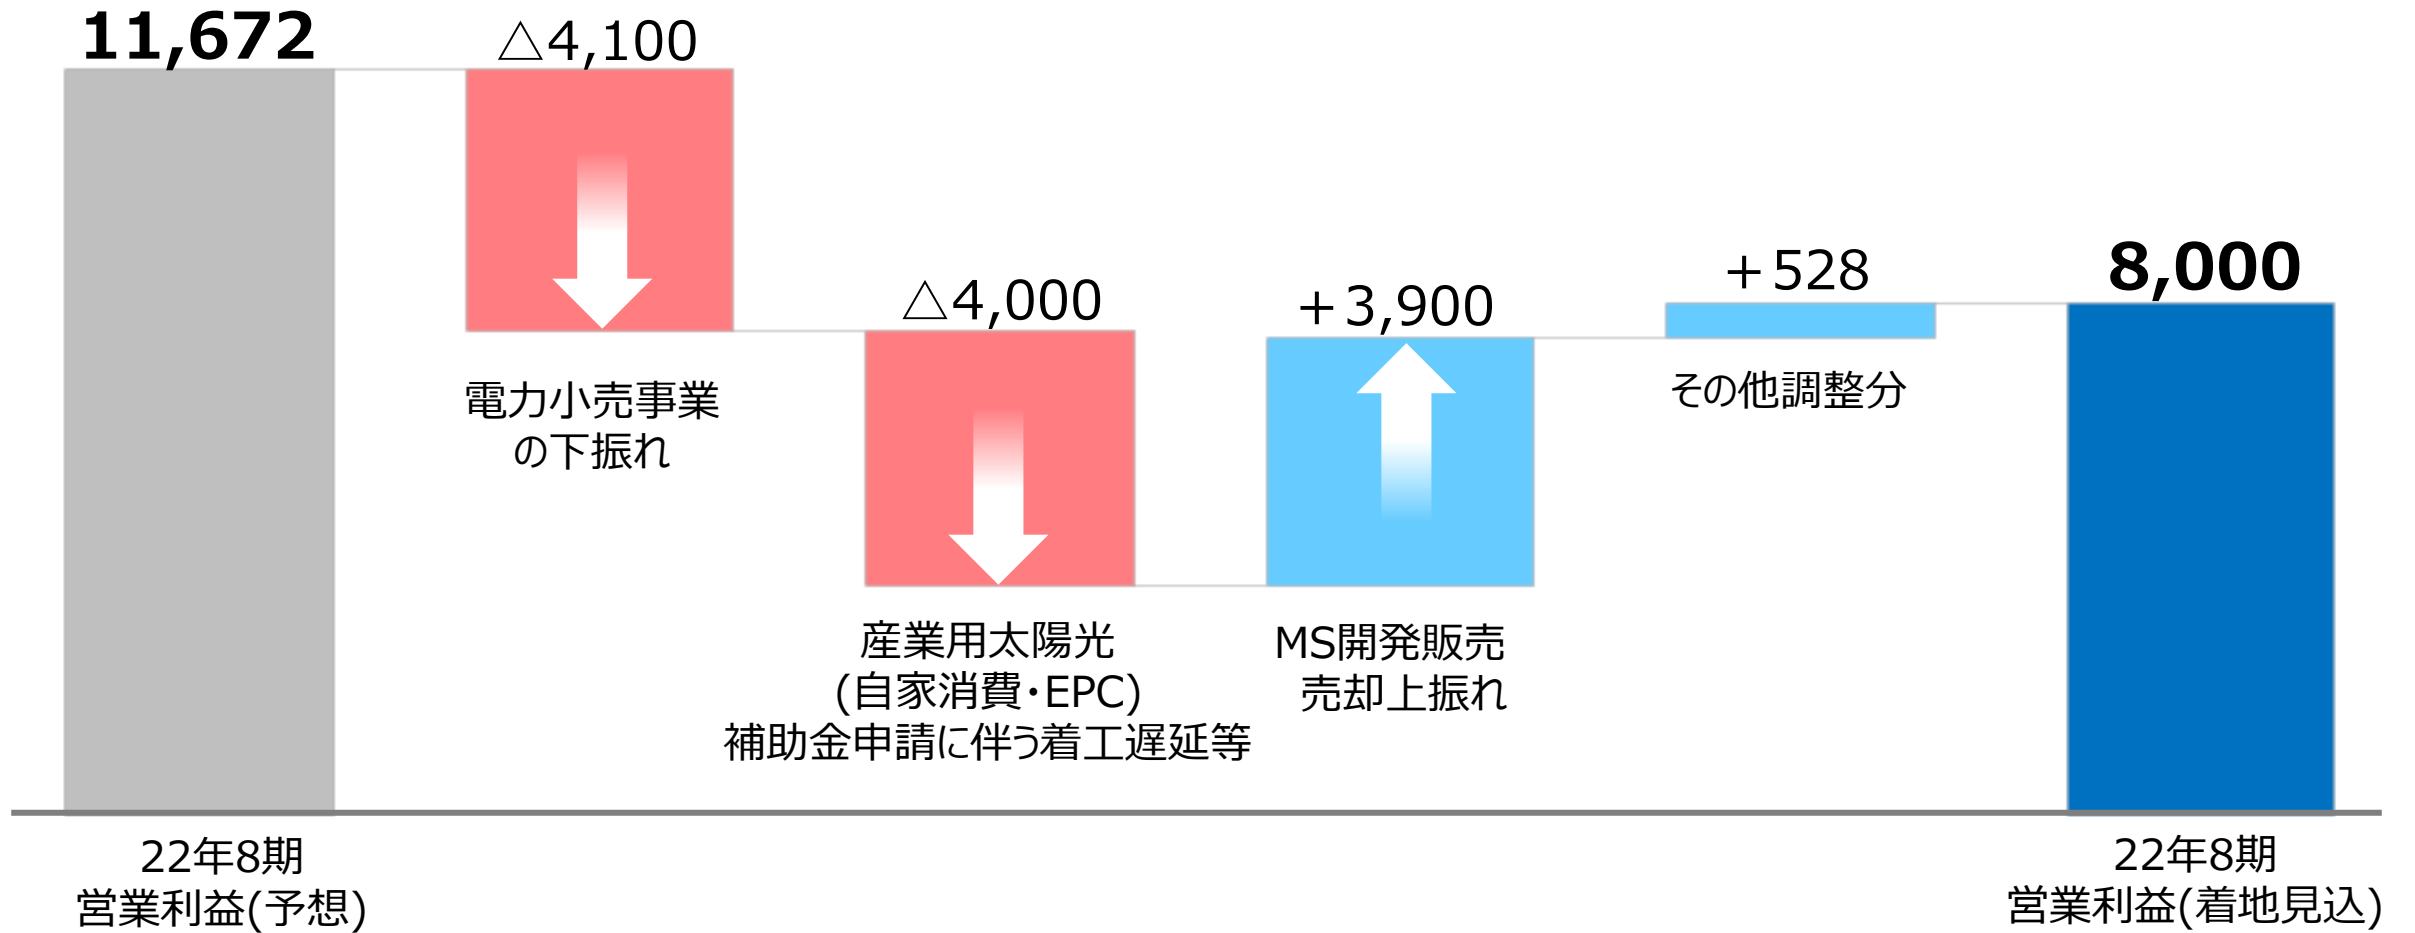 11,672
△4,100
△4,000
＋3,900
＋528
8,000
電力小売事業
の下振れ
産業用太陽光
(自家消費・EPC)
補助金申請に伴う着工遅延等
MS開発販売
売却上振れ
その他調整分
22年8期
営業利益(予想)
22年8期
営業利益(着地見込)